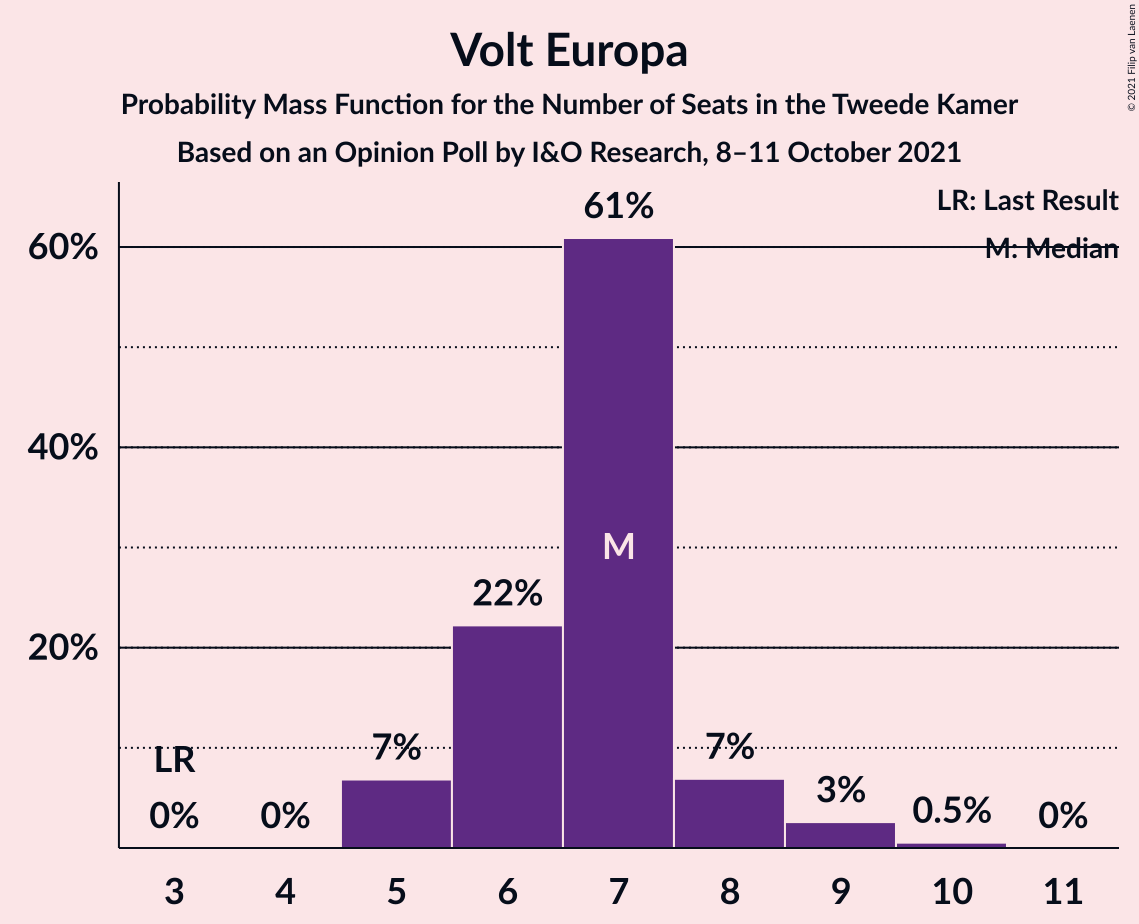 Volt Europa
Probability Mass Function for the Number of Seats in the Tweede Kamer
Based on an Opinion Poll by I&O Research, 8–11 October 2021
© 2021 Filip van Laenen
LR: Last Result
M: Median
61%
60%
40%
M
22%
20%
7%
7%
LR
3%
0%
0%
0.5%
0%
3 4 5 6 7 8 9 10 11